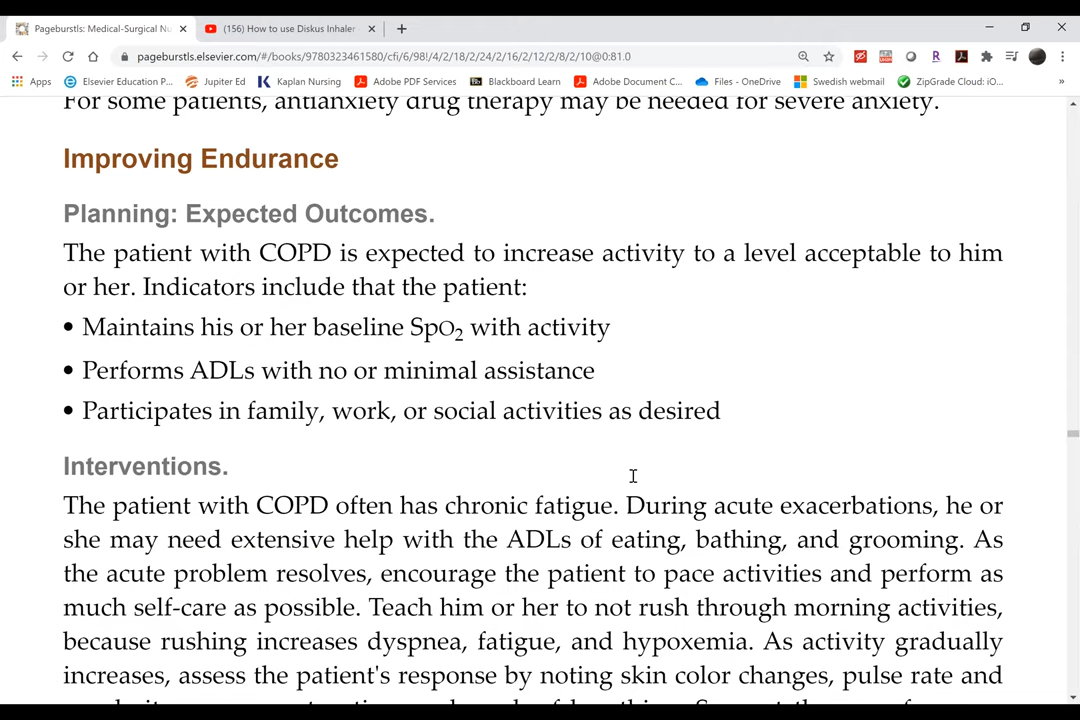 Pageburstls: Medical-Surgical Nu
(156) How to use Diskus Inhaler
pageburstls.elsevier.com/#/books/9780323461580/cfi/6/98!/4/2/18/2/24/2/16/2/12/2/8/2/10@0:81.0
Apps Elsevier Education P... Jupiter Ed Kaplan Nursing Adobe PDF Services Blackboard Learn Adobe Document C... Files - OneDrive Swedish webmail ZipGrade Cloud: iO... »
For some patients, antianxiety drug therapy may be needed for severe anxiety.
Improving Endurance
Planning: Expected Outcomes.
The patient with COPD is expected to increase activity to a level acceptable to him
or her. Indicators include that the patient:
• Maintains his or her baseline SpO₂ with activity
• Performs ADLs with no or minimal assistance
• Participates in family, work, or social activities as desired
Interventions.
The patient with COPD often has chronic fatigue. During acute exacerbations, he or
she may need extensive help with the ADLs of eating, bathing, and grooming. As
the acute problem resolves, encourage the patient to pace activities and perform as
much self-care as possible. Teach him or her to not rush through morning activities,
because rushing increases dyspnea, fatigue, and hypoxemia. As activity gradually
increases, assess the patient's response by noting skin color changes, pulse rate and